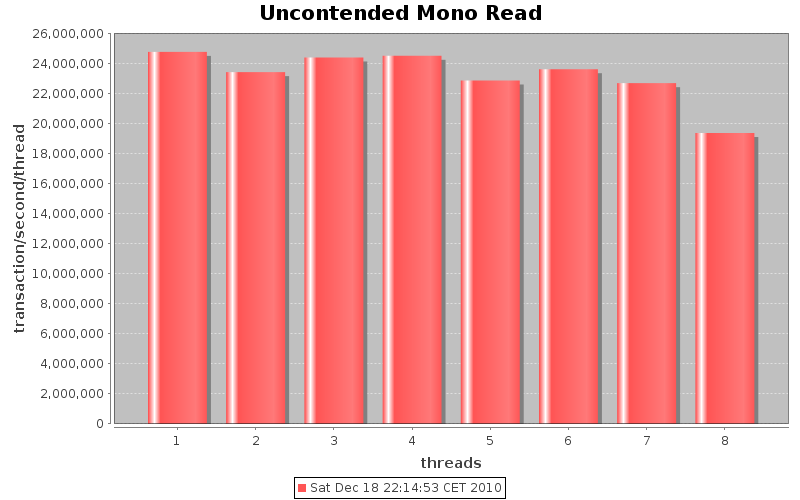 Uncontended Mono Read
transaction/second/thread
26,000,000
24,000,000
22,000,000
20,000,000
18,000,000
16,000,000
14,000,000
12,000,000
10,000,000
8,000,000
6,000,000
4,000,000
2,000,000
0
1 2 3 4 5 6 7 8
threads
Sat Dec 18 22:14:53 CET 2010